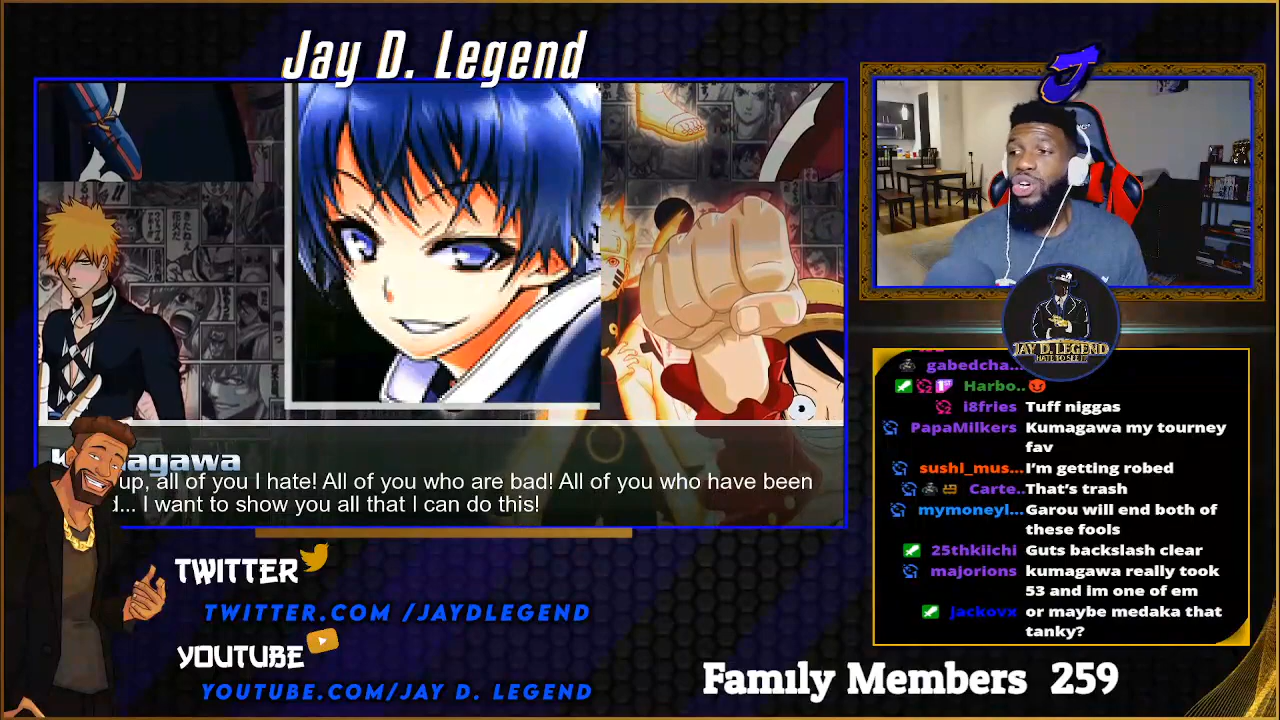 Jay D. Legend
J
JAY D. LEGEND
HATE TO SEE IT
agawa
up, all of you I hate! All of you who are bad! All of you who have been
... I want to show you all that I can do this!
gabedcha...
Harbo..
i8fries Tuff niggas
PapaMilkers Kumagawa my tourney
fav
sushi_mus... I'm getting robed
Carte.. That's trash
mymoneyl... Garou will end both of
these fools
25thkiichi Guts backslash clear
majorions kumagawa really took
53 and im one of em
jackovx or maybe medaka that
tanky?
TWITTER
TWITTER.COM /JAYDLEGEND
YOUTUBE
YOUTUBE.COM/JAY D. LEGEND
Family Members 259